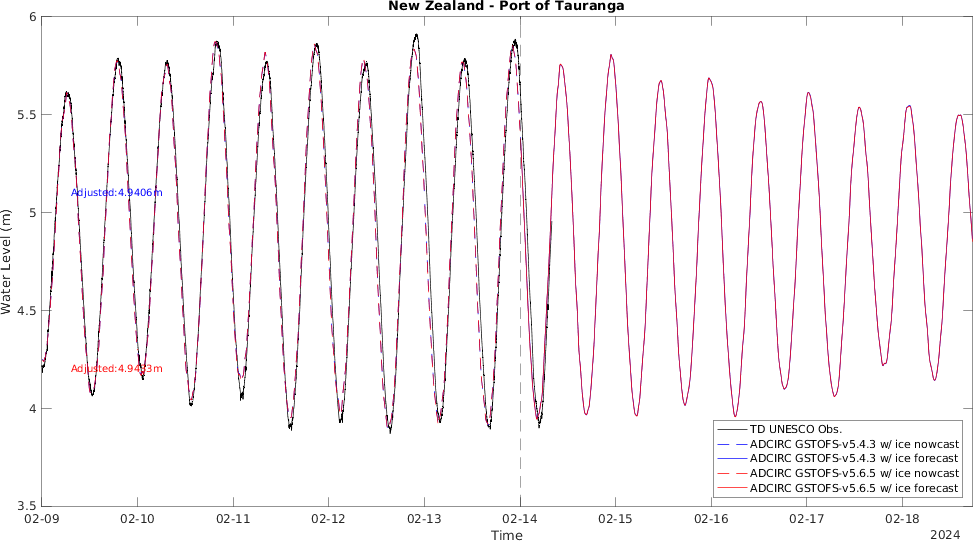 New Zealand - Port of Tauranga
6
5.5
5
4.5
4
3.5
Water Level (m)
Adjusted:4.9406m
02-09
02-10
02-11
02-12
02-13
02-14
02-15
02-16
02-17
02-18
Time
2024
TD UNESCO Obs.
ADCIRC GSTOFS-v5.4.3 w/ ice nowcast
ADCIRC GSTOFS-v5.4.3 w/ ice forecast
ADCIRC GSTOFS-v5.6.5 w/ ice nowcast
ADCIRC GSTOFS-v5.6.5 w/ ice forecast